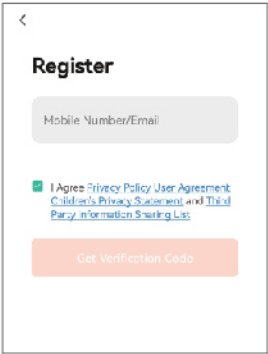 Register
Mobile Number/Email
I Agree Privacy Policy User Agreement
Children's Privacy Statement and Third
Party Information Sharing List
Get Verification Code